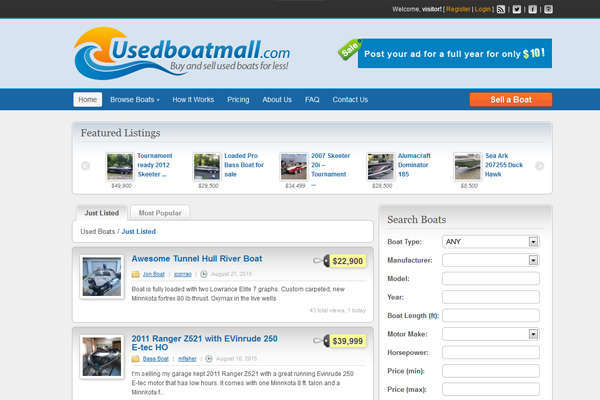 Welcome, visitor! [ Register | Login ]
Usedboatmall.com
Buy and sell used boats for less!
Sale
Post your ad for a full year for only $10!
Home Browse Boats How It Works Pricing About Us FAQ Contact Us Sell a Boat
Featured Listings
Tournament ready 2012 Skeeter ...
$49,900
Loaded Pro Bass Boat for sale
$29,500
2007 Skeeter 20i – Tournament ...
$34,499
Alumacraft Dominator 185
$28,500
Sea Ark 207255 Duck Hawk
$8,500
Just Listed Most Popular
Used Boats / Just Listed
Awesome Tunnel Hull River Boat
$22,900
Jon Boat | August 21, 2015
Boat is fully loaded with two Lowrance Elite 7 graphs. Custom carpeted, new
Minnkota fortrex 80 lb thrust. Oxrmax in the live wells
43 total views, 1 today
2011 Ranger Z521 with EVinrude 250
E-tec HO
$39,999
Bass Boat | mfisher | August 10, 2015
I'm selling my garage kept 2011 Ranger Z521 with a great running Evinrude 250
E-tec motor that has low hours. It comes with one Minnkota 8 ft. talon and a
Minnkota f...
Search Boats
Boat Type: ANY
Manufacturer:
Model:
Year:
Boat Length (ft):
Motor Make:
Horsepower:
Price (min):
Price (max):